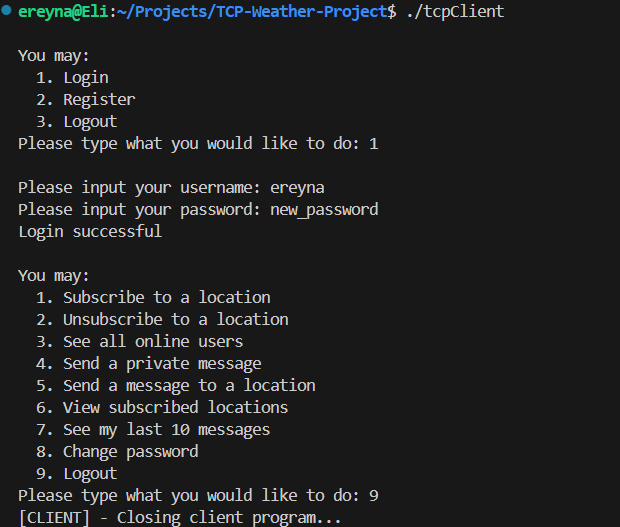 ereyna@Eli:~/Projects/TCP-Weather-Project$ ./tcpClient
You may:
1. Login
2. Register
3. Logout
Please type what you would like to do: 1
Please input your username: ereyna
Please input your password: new_password
Login successful
You may:
1. Subscribe to a location
2. Unsubscribe to a location
3. See all online users
4. Send a private message
5. Send a message to a location
6. View subscribed locations
7. See my last 10 messages
8. Change password
9. Logout
Please type what you would like to do: 9
[CLIENT] - Closing client program...